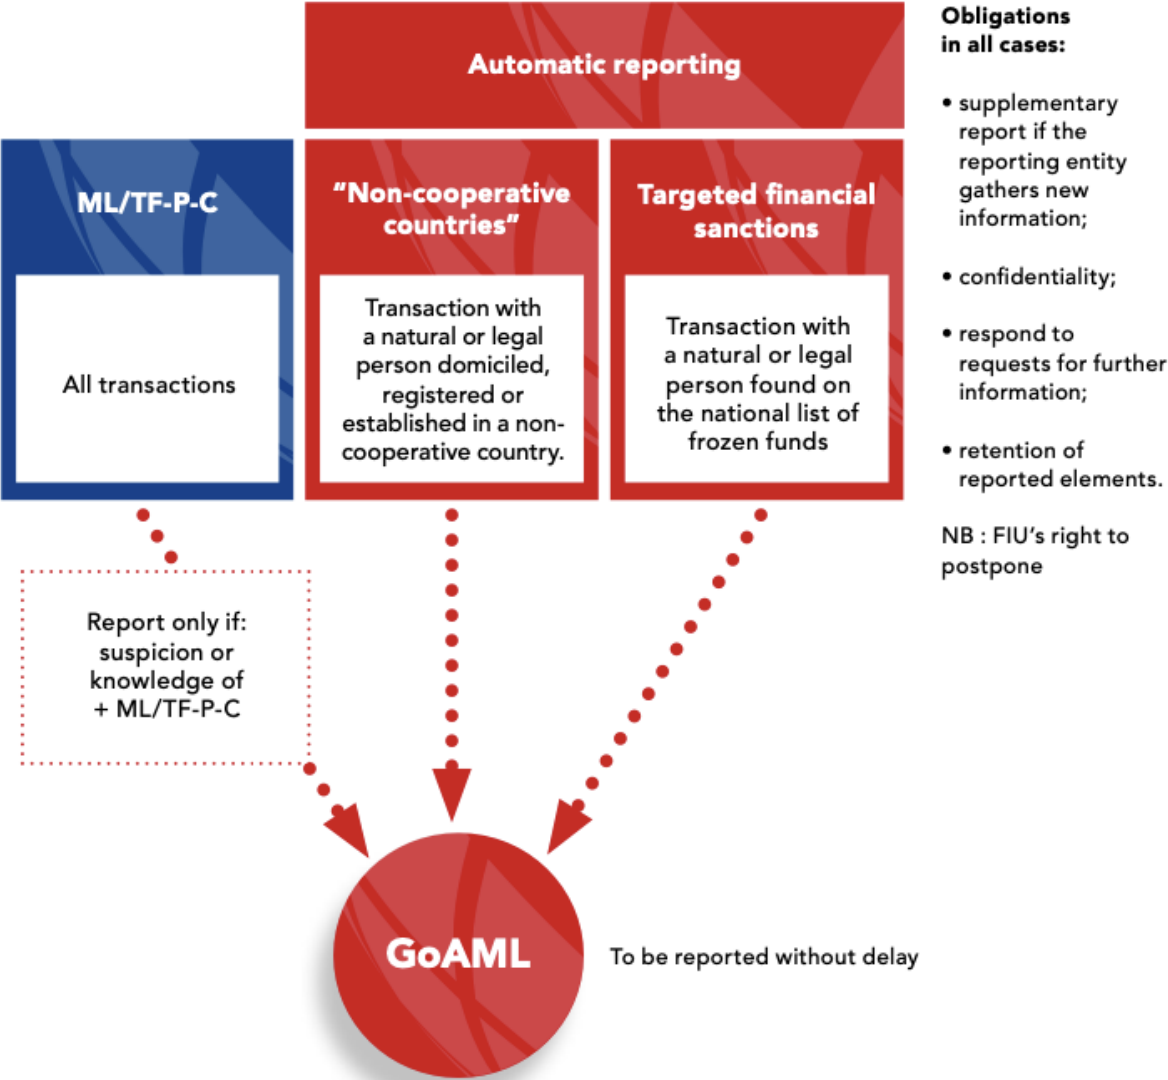 Automatic reporting
ML/TF-P-C
All transactions
“Non-cooperative
countries”
Transaction with
a natural or legal
person domiciled,
registered or
established in a non-
cooperative country.
Targeted financial
sanctions
Transaction with
a natural or legal
person found on
the national list of
frozen funds
Report only if:
suspicion or
knowledge of
+ ML/TF-P-C
GoAML
To be reported without delay
Obligations
in all cases:
• supplementary
report if the
reporting entity
gathers new
information;
• confidentiality;
• respond to
requests for further
information;
• retention of
reported elements.
NB : FIU’s right to
postpone